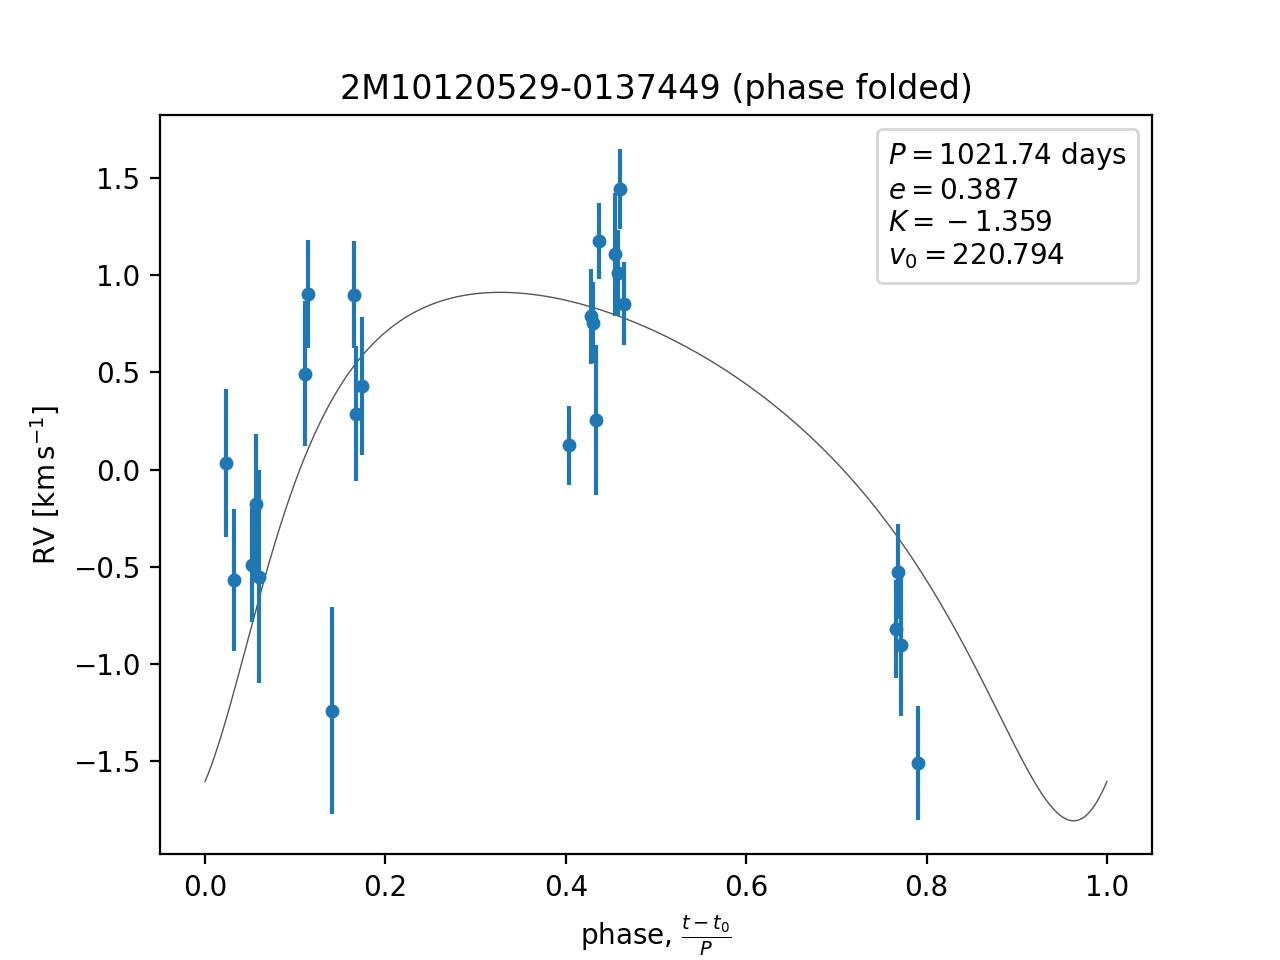 2M10120529-0137449 (phase folded)
P = 1021.74 days
e = 0.387
K = −1.359
v₀ = 220.794
1.5
1.0
0.5
0.0
−0.5
−1.0
−1.5
RV [km s⁻¹]
0.0 0.2 0.4 0.6 0.8 1.0
phase, (t − t₀)/P